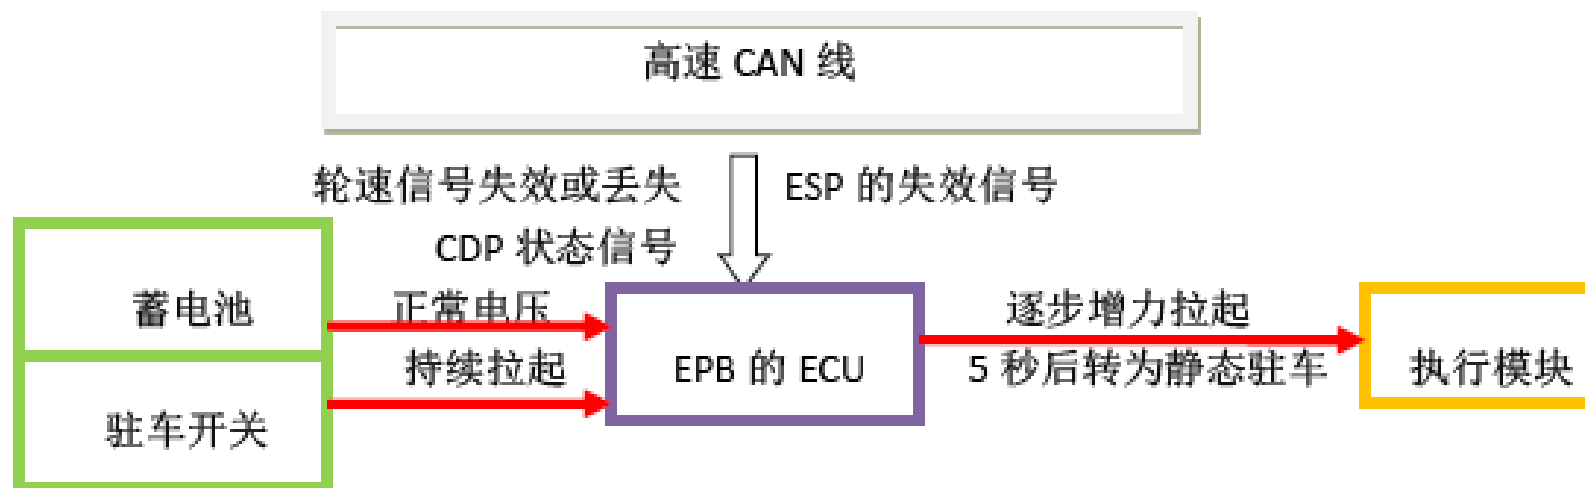 高速 CAN 线
轮速信号失效或丢失
ESP 的失效信号
CDP 状态信号
蓄电池
正常电压
逐步增力拉起
持续拉起
EPB 的 ECU
5 秒后转为静态驻车
执行模块
驻车开关